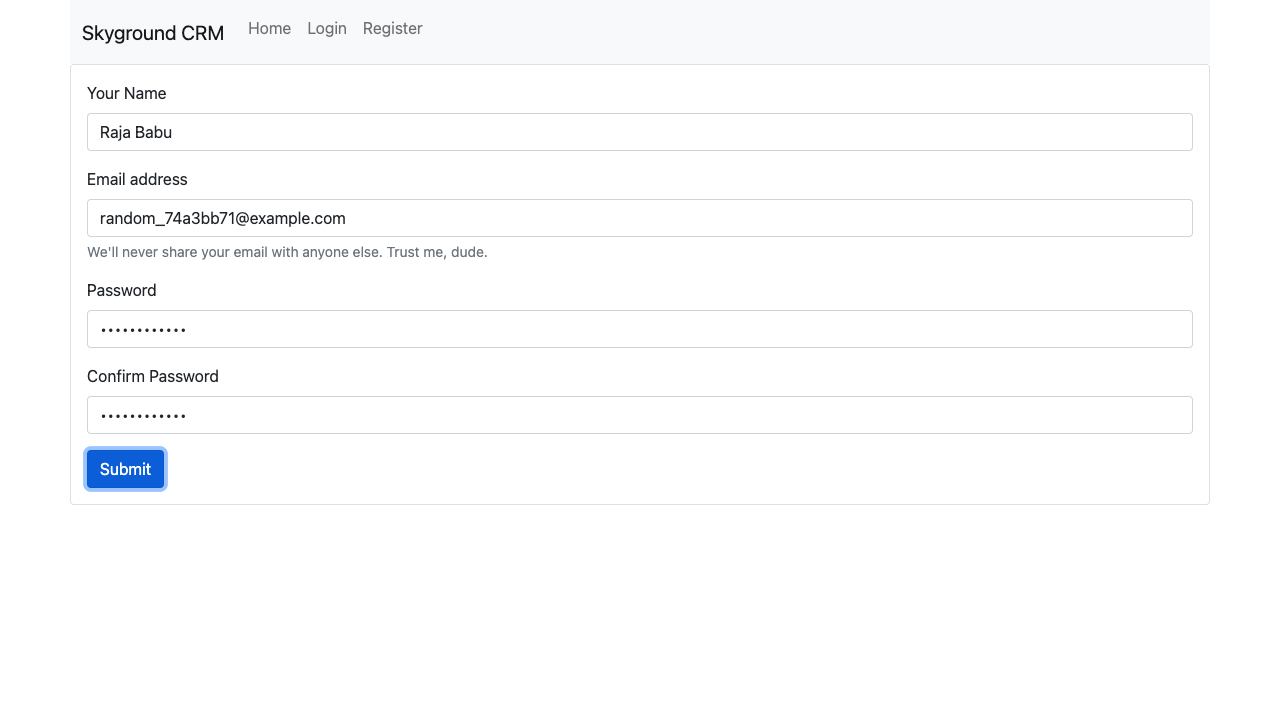 Skyground CRM Home Login Register
Your Name
Raja Babu
Email address
random_74a3bb71@example.com
We'll never share your email with anyone else. Trust me, dude.
Password
••••••••••••
Confirm Password
••••••••••••
Submit